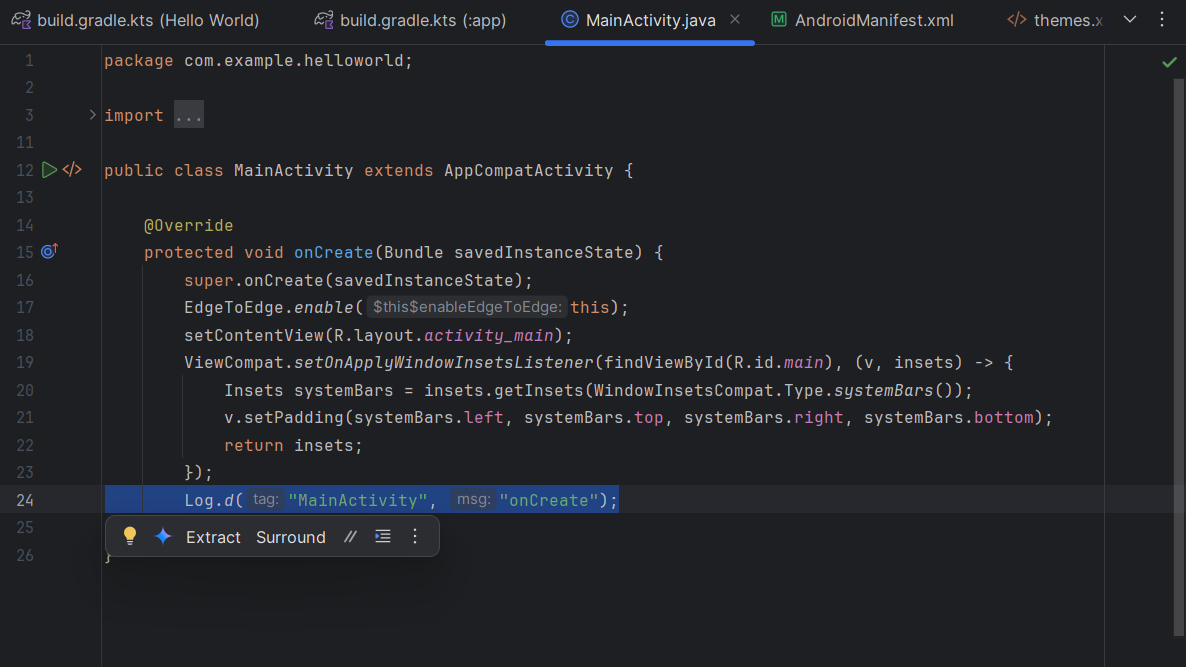 build.gradle.kts (Hello World) build.gradle.kts (:app) C MainActivity.java × M AndroidManifest.xml </> themes.x
1 package com.example.helloworld;
2
3 import ...
11
12 </> public class MainActivity extends AppCompatActivity {
13
14 @Override
15 protected void onCreate(Bundle savedInstanceState) {
16 super.onCreate(savedInstanceState);
17 EdgeToEdge.enable( $this$enableEdgeToEdge: this);
18 setContentView(R.layout.activity_main);
19 ViewCompat.setOnApplyWindowInsetsListener(findViewById(R.id.main), (v, insets) -> {
20 Insets systemBars = insets.getInsets(WindowInsetsCompat.Type.systemBars());
21 v.setPadding(systemBars.left, systemBars.top, systemBars.right, systemBars.bottom);
22 return insets;
23 });
24 Log.d( tag: "MainActivity", msg: "onCreate");
25
Extract Surround //
26 }